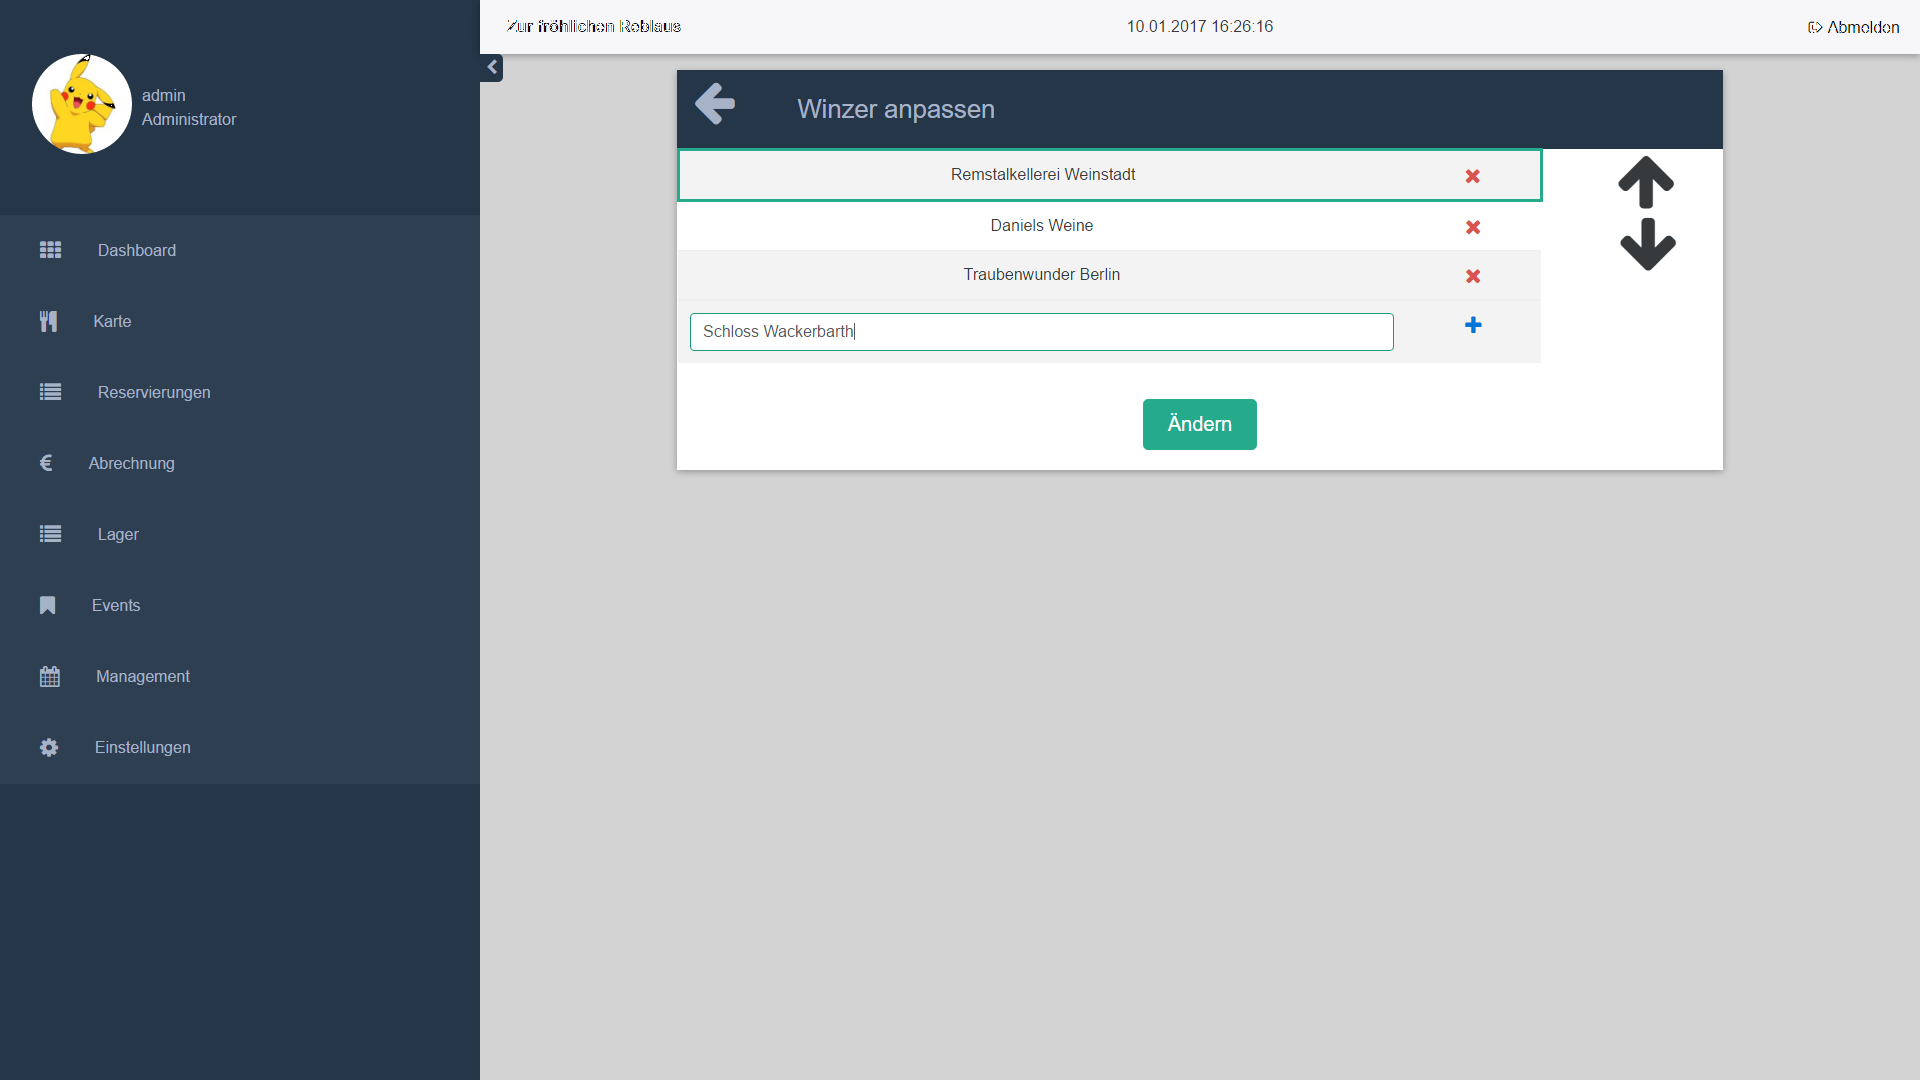 Zur fröhlichen Reblaus
10.01.2017 16:26:16
Abmelden
admin
Administrator
Winzer anpassen
Remstalkellerei Weinstadt
Daniels Weine
Traubenwunder Berlin
Schloss Wackerbarth
Ändern
Dashboard
Karte
Reservierungen
Abrechnung
Lager
Events
Management
Einstellungen